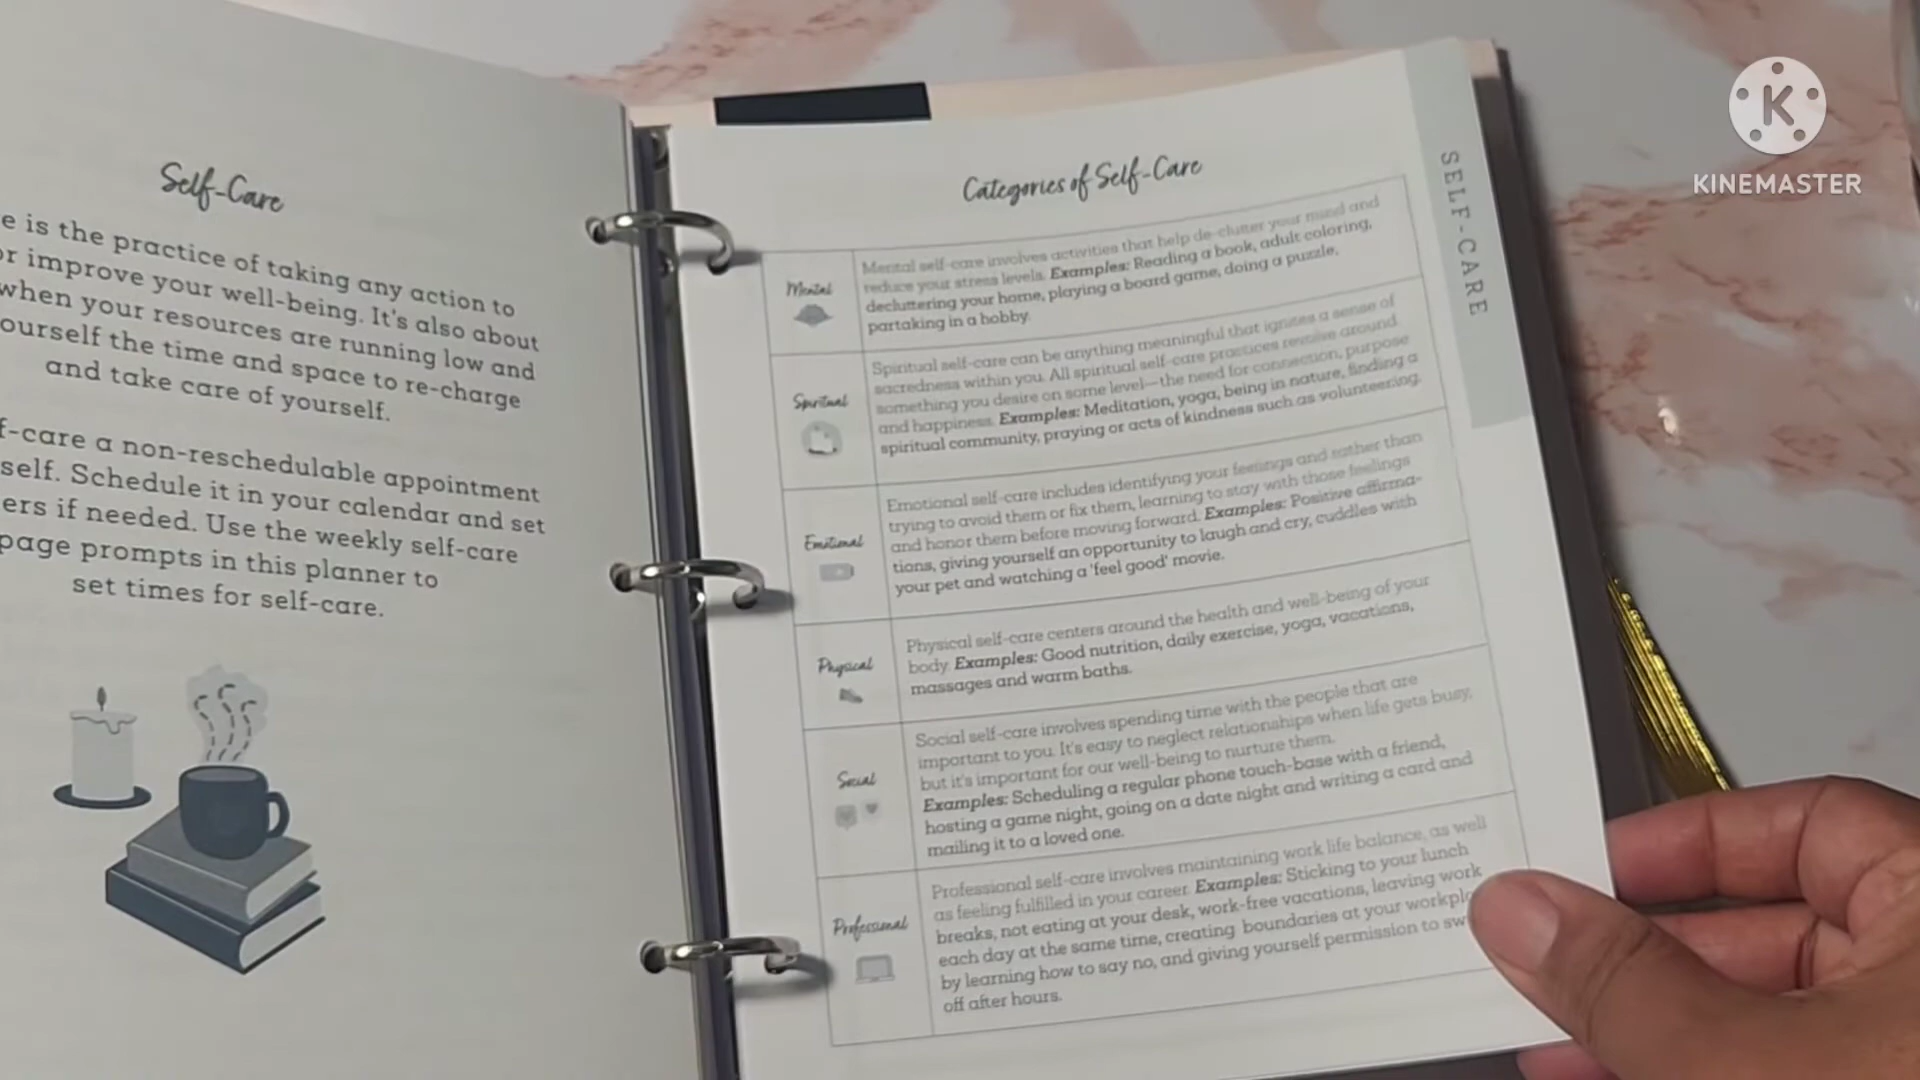 Self-Care
e is the practice of taking any action to
or improve your well-being. It's also about
when your resources are running low and
ourself the time and space to re-charge
and take care of yourself.
f-care a non-reschedulable appointment
self. Schedule it in your calendar and set
ers if needed. Use the weekly self-care
page prompts in this planner to
set times for self-care.
Categories of Self-Care
Mental
Mental self-care involves activities that help de-clutter your mind and
reduce your stress levels. Examples: Reading a book, adult coloring,
decluttering your home, playing a board game, doing a puzzle,
partaking in a hobby.
Spiritual
Spiritual self-care can be anything meaningful that ignites a sense of
sacredness within you. All spiritual self-care practices revolve around
something you desire on some level—the need for connection, purpose
and happiness. Examples: Meditation, yoga, being in nature, finding a
spiritual community, praying or acts of kindness such as volunteering.
Emotional
Emotional self-care includes identifying your feelings and rather than
trying to avoid them or fix them, learning to stay with those feelings
and honor them before moving forward. Examples: Positive affirma-
tions, giving yourself an opportunity to laugh and cry, cuddles with
your pet and watching a 'feel good' movie.
Physical
Physical self-care centers around the health and well-being of your
body. Examples: Good nutrition, daily exercise, yoga, vacations,
massages and warm baths.
Social
Social self-care involves spending time with the people that are
important to you. It's easy to neglect relationships when life gets busy,
but it's important for our well-being to nurture them.
Examples: Scheduling a regular phone touch-base with a friend,
hosting a game night, going on a date night and writing a card and
mailing it to a loved one.
Professional
Professional self-care involves maintaining work life balance, as well
as feeling fulfilled in your career. Examples: Sticking to your lunch
breaks, not eating at your desk, work-free vacations, leaving work
each day at the same time, creating boundaries at your workpla
by learning how to say no, and giving yourself permission to sw
off after hours.
SELF-CARE
K
KINEMASTER